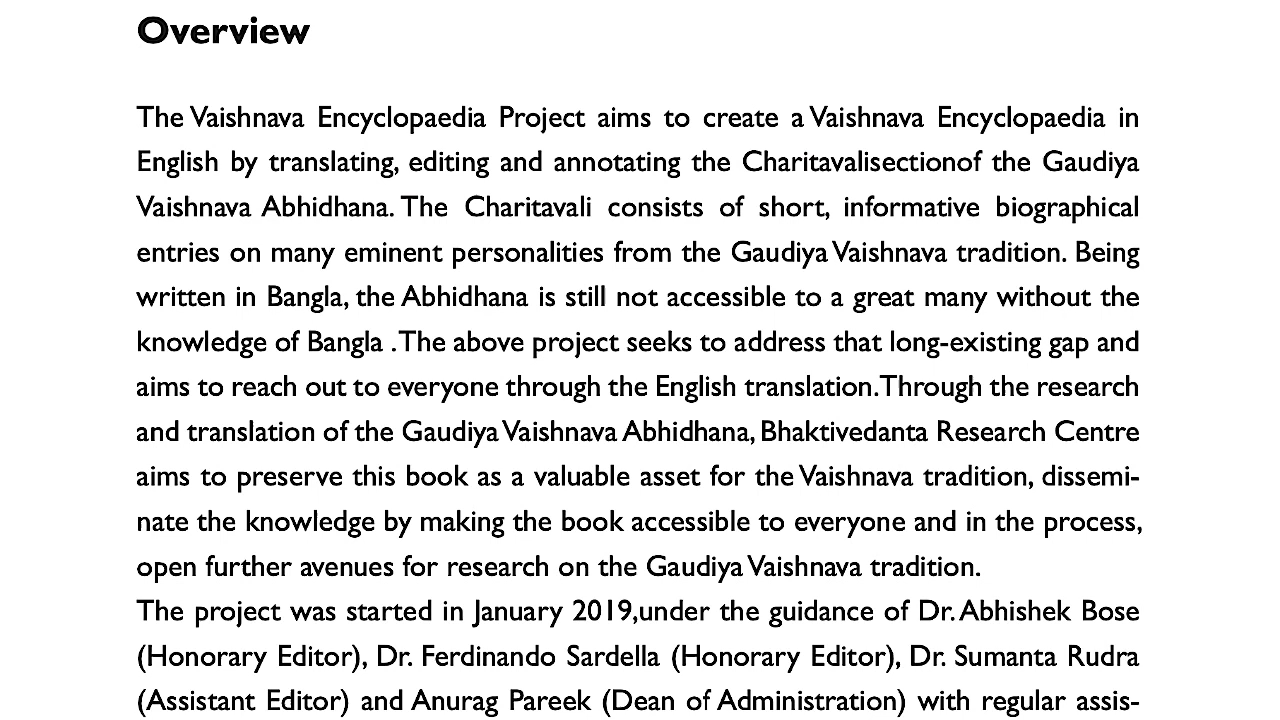 Overview
The Vaishnava Encyclopaedia Project aims to create a Vaishnava Encyclopaedia in
English by translating, editing and annotating the Charitavalisectionof the Gaudiya
Vaishnava Abhidhana. The Charitavali consists of short, informative biographical
entries on many eminent personalities from the Gaudiya Vaishnava tradition. Being
written in Bangla, the Abhidhana is still not accessible to a great many without the
knowledge of Bangla .The above project seeks to address that long-existing gap and
aims to reach out to everyone through the English translation.Through the research
and translation of the Gaudiya Vaishnava Abhidhana, Bhaktivedanta Research Centre
aims to preserve this book as a valuable asset for the Vaishnava tradition, dissemi-
nate the knowledge by making the book accessible to everyone and in the process,
open further avenues for research on the Gaudiya Vaishnava tradition.
The project was started in January 2019,under the guidance of Dr. Abhishek Bose
(Honorary Editor), Dr. Ferdinando Sardella (Honorary Editor), Dr. Sumanta Rudra
(Assistant Editor) and Anurag Pareek (Dean of Administration) with regular assis-